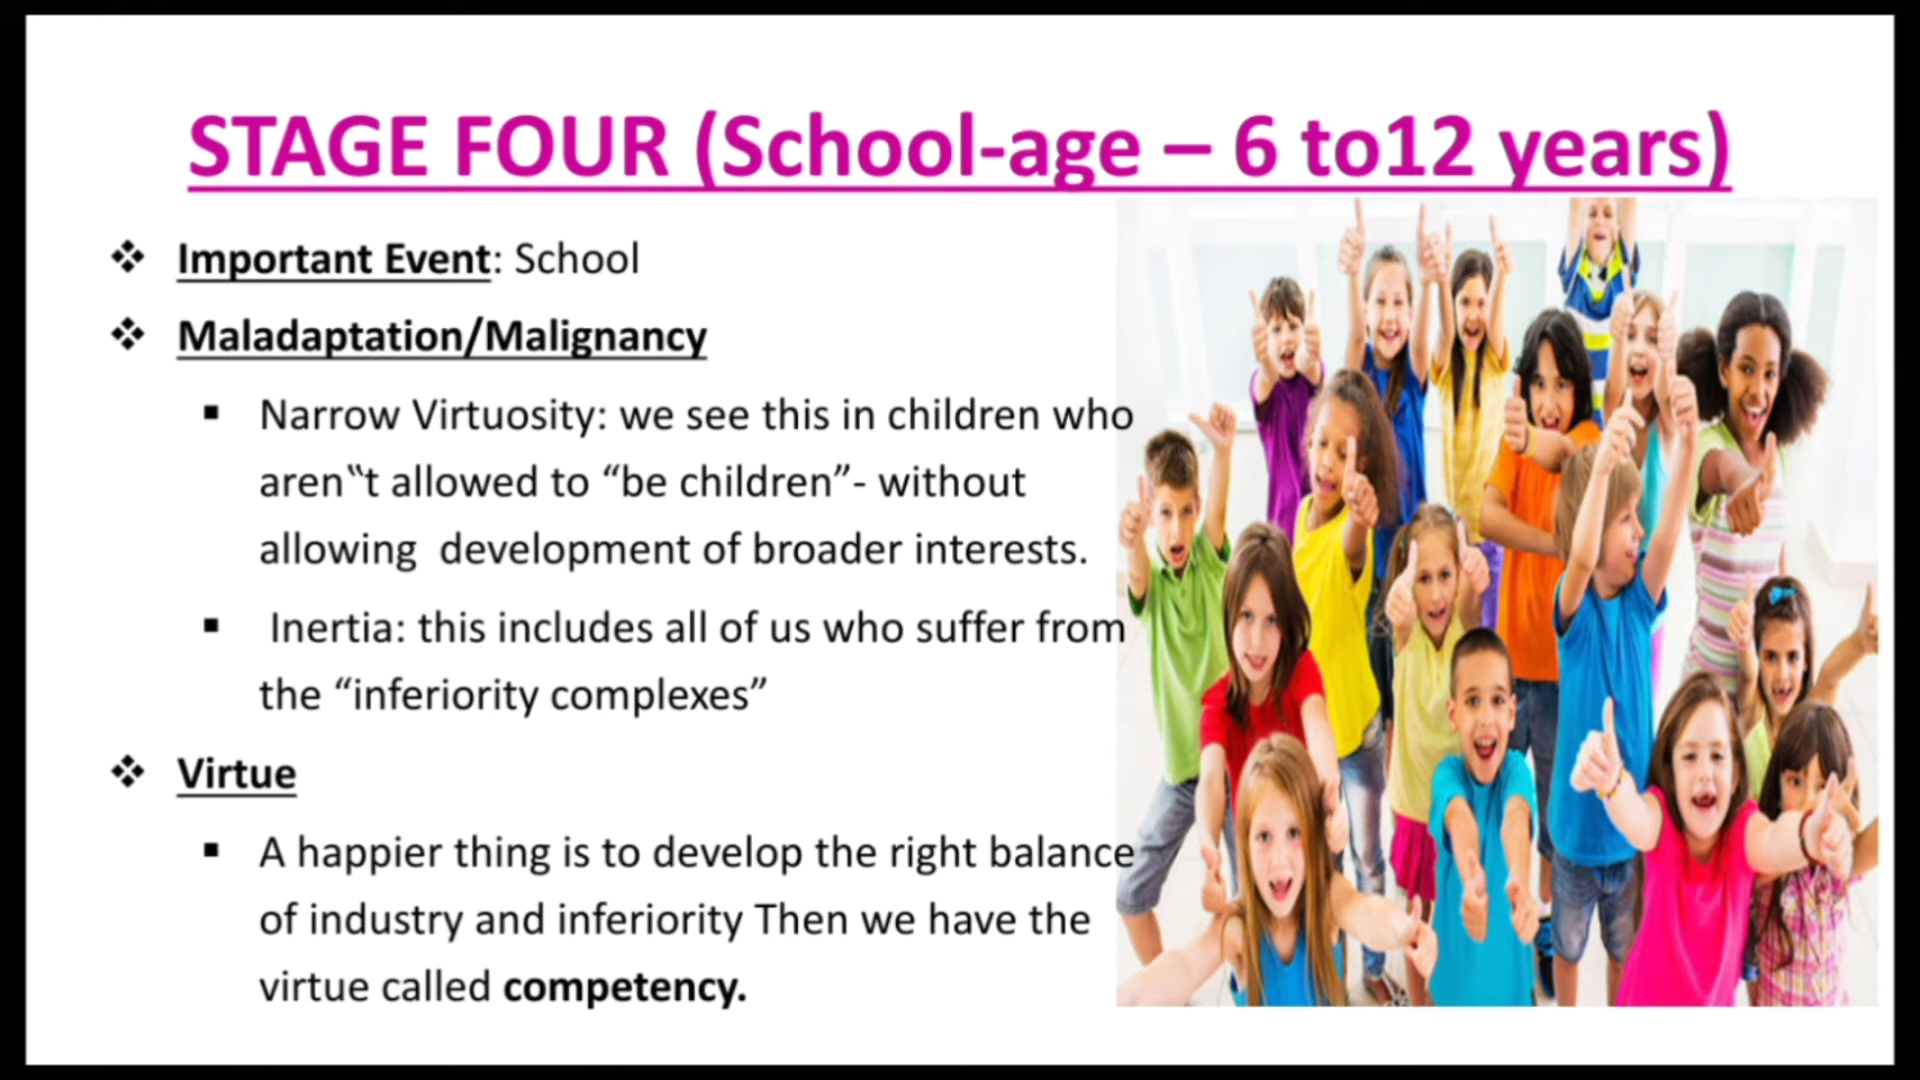 STAGE FOUR (School-age – 6 to12 years)
❖ Important Event: School
❖ Maladaptation/Malignancy
▪ Narrow Virtuosity: we see this in children who
aren‟t allowed to “be children”- without
allowing  development of broader interests.
▪ Inertia: this includes all of us who suffer from
the “inferiority complexes”
❖ Virtue
▪ A happier thing is to develop the right balance
of industry and inferiority Then we have the
virtue called competency.